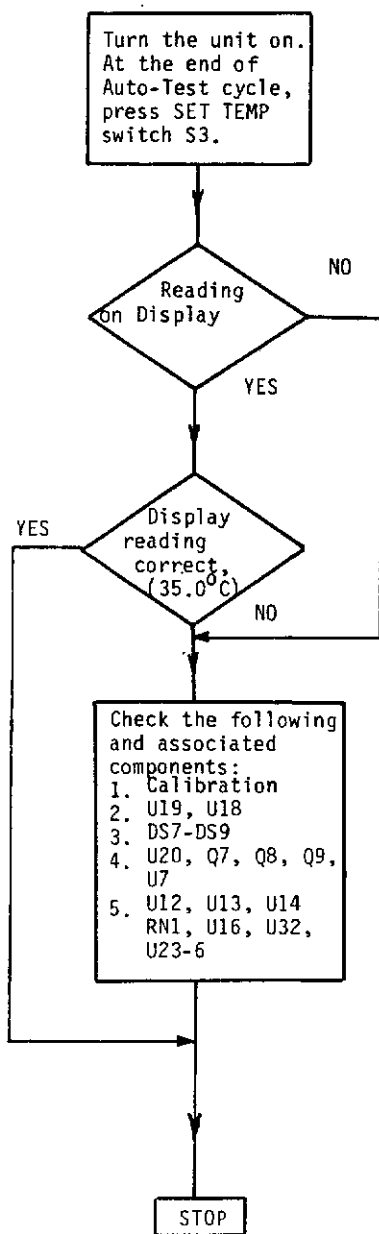 Turn the unit on.
At the end of
Auto-Test cycle,
press SET TEMP
switch S3.
NO
Reading
on Display
YES
YES
Display
reading
correct,
(35.0°C)
NO
Check the following
and associated
components:
1. Calibration
2. U19, U18
3. DS7-DS9
4. U20, Q7, Q8, Q9,
U7
5. U12, U13, U14
RN1, U16, U32,
U23-6
STOP